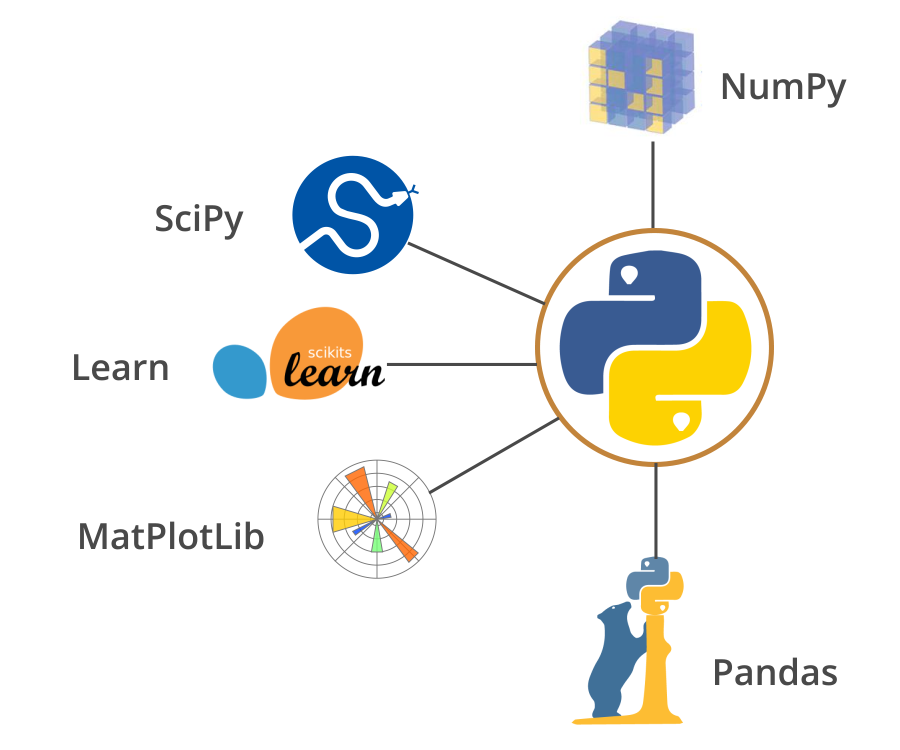 NumPy
SciPy
Learn
scikits
learn
MatPlotLib
Pandas